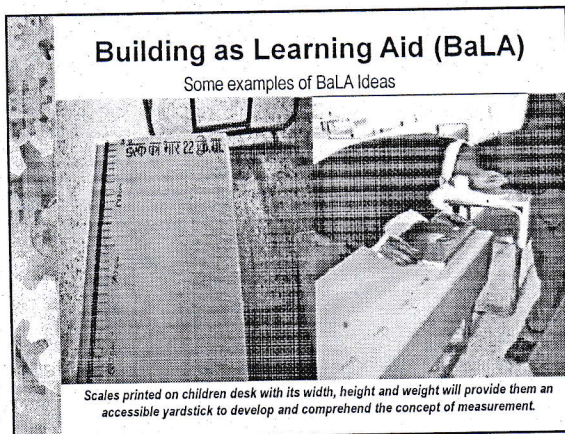 Building as Learning Aid (BaLA)
Some examples of BaLA Ideas
डेस्क का भार 22 कि.
Scales printed on children desk with its width, height and weight will provide them an
accessible yardstick to develop and comprehend the concept of measurement.